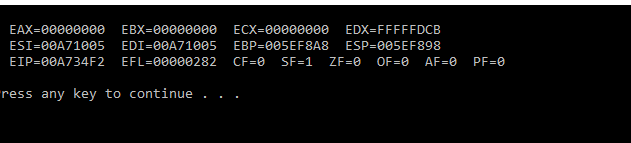 EAX=00000000  EBX=00000000  ECX=00000000  EDX=FFFFFDCB
ESI=00A71005  EDI=00A71005  EBP=005EF8A8  ESP=005EF898
EIP=00A734F2  EFL=00000282  CF=0  SF=1  ZF=0  OF=0  AF=0  PF=0
ress any key to continue . . .